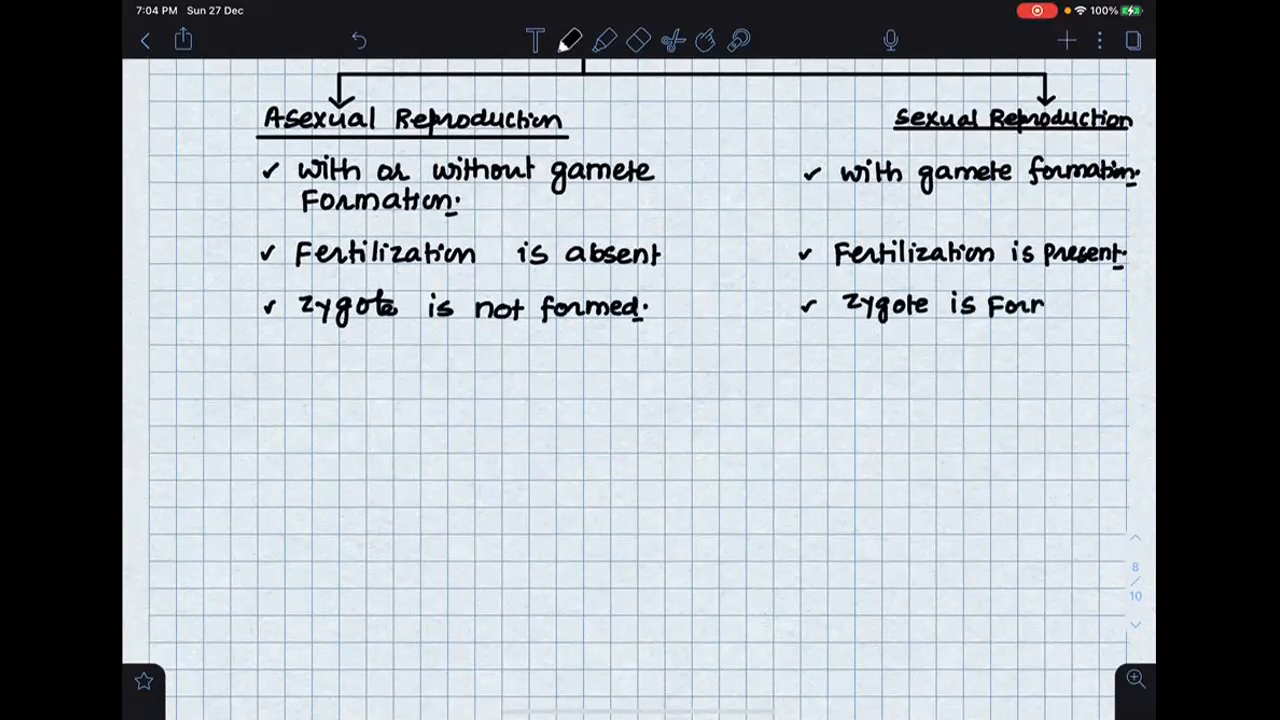 7:04 PM Sun 27 Dec
100%
Asexual Reproduction
✓ with or without gamete
Formation.
✓ Fertilization is absent
✓ Zygote is not formed.
Sexual Reproduction
✓ with gamete formation.
✓ Fertilization is present.
✓ Zygote is For
8
/
10